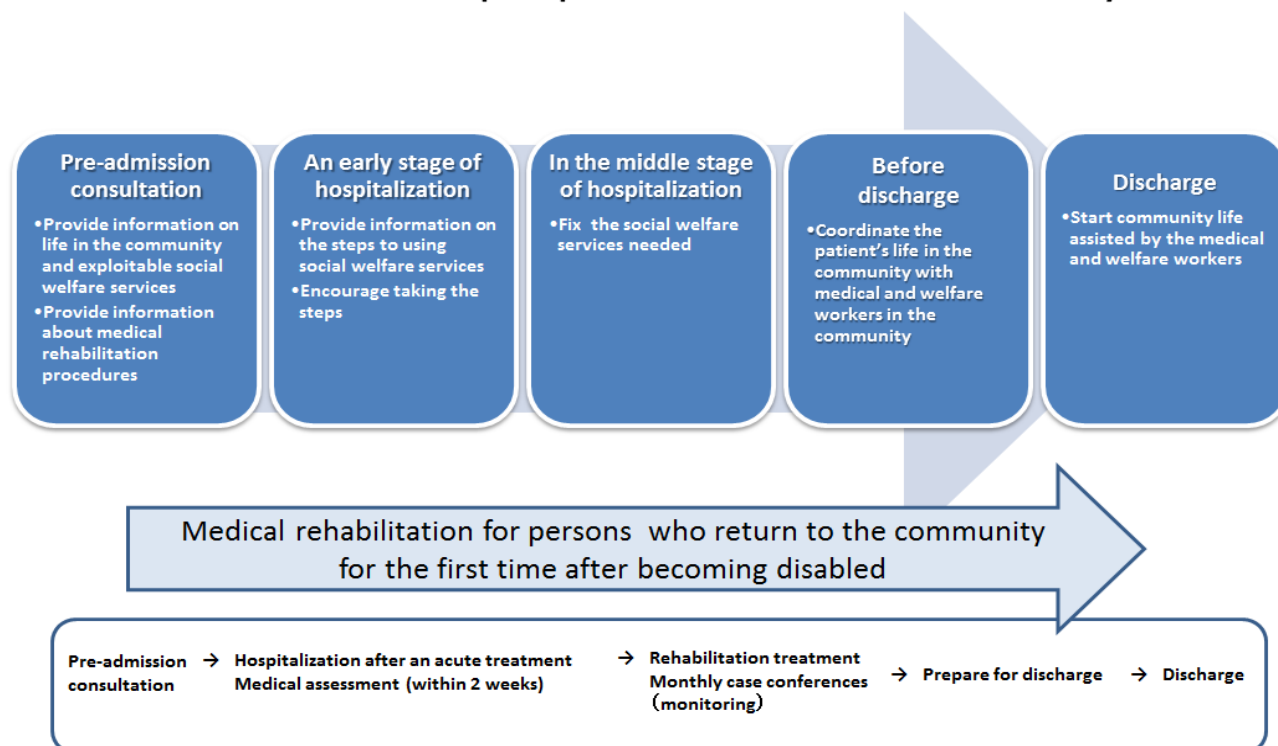 Pre-admission
consultation
•Provide information on
life in the community
and exploitable social
welfare services
•Provide information
about medical
rehabilitation
procedures
An early stage of
hospitalization
•Provide information on
the steps to using
social welfare services
•Encourage taking the
steps
In the middle stage
of hospitalization
•Fix the social welfare
services needed
Before
discharge
•Coordinate the
patient’s life in the
community with
medical and welfare
workers in the
community
Discharge
•Start community life
assisted by the medical
and welfare workers
Medical rehabilitation for persons who return to the community
for the first time after becoming disabled
Pre-admission → Hospitalization after an acute treatment → Rehabilitation treatment → Prepare for discharge → Discharge
consultation Medical assessment (within 2 weeks) Monthly case conferences
(monitoring)